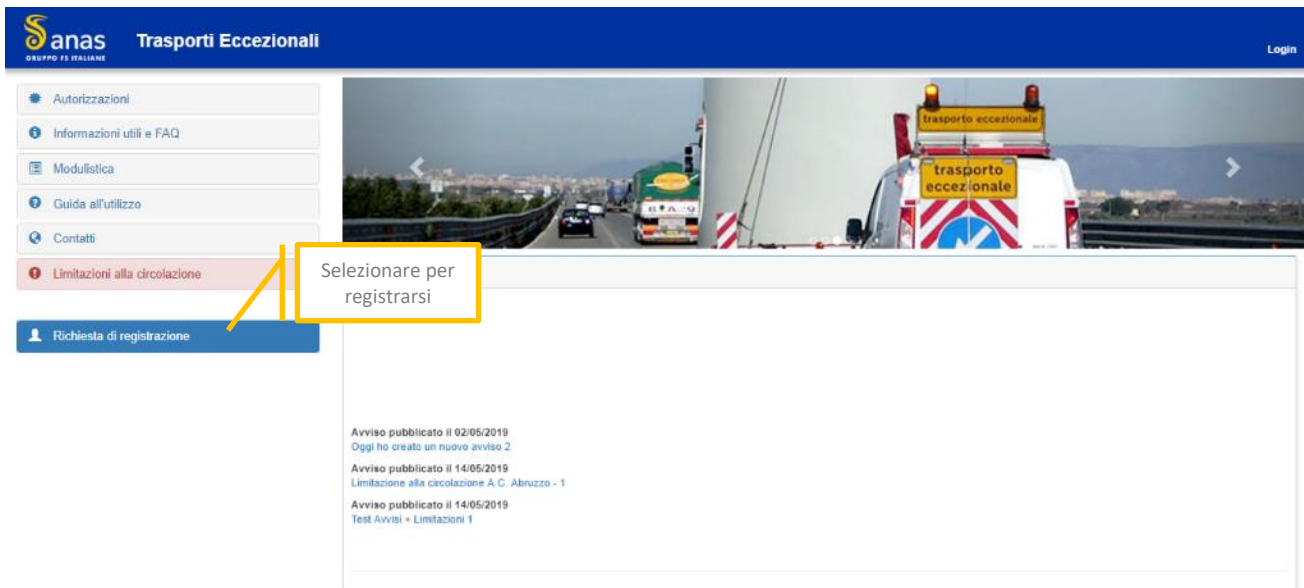 anas
GRUPPO FS ITALIANE
Trasporti Eccezionali
Login
Autorizzazioni
Informazioni utili e FAQ
Modulistica
Guida all'utilizzo
Contatti
Limitazioni alla circolazione
Richiesta di registrazione
trasporto eccezionale
trasporto
eccezionale
Selezionare per
registrarsi
Avviso pubblicato il 02/05/2019
Oggi ho creato un nuovo avviso 2
Avviso pubblicato il 14/05/2019
Limitazione alla circolazione A.C. Abruzzo - 1
Avviso pubblicato il 14/05/2019
Test Avvisi + Limitazioni 1